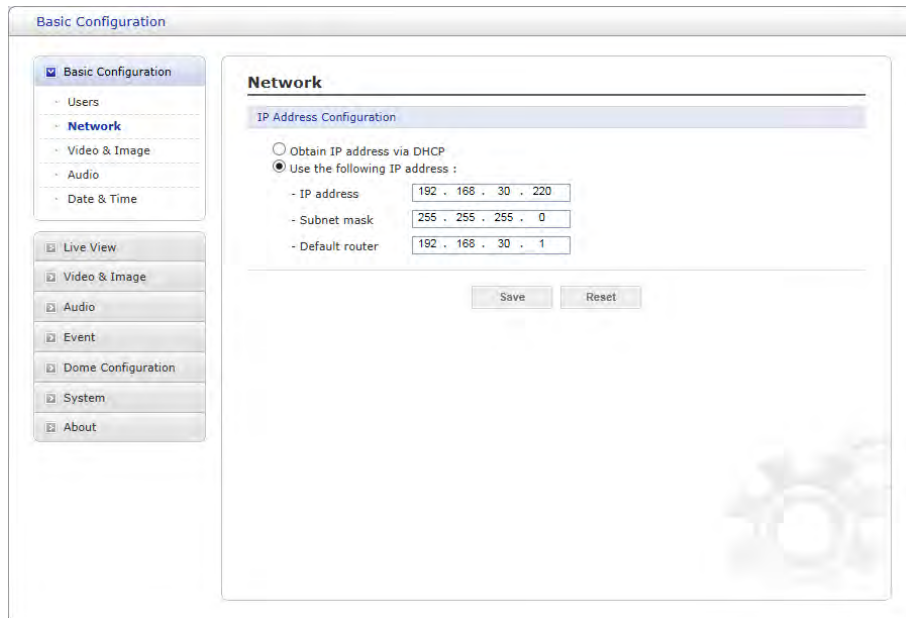 Basic Configuration
Basic Configuration
· Users
· Network
· Video & Image
· Audio
· Date & Time
Live View
Video & Image
Audio
Event
Dome Configuration
System
About
Network
IP Address Configuration
Obtain IP address via DHCP
Use the following IP address :
- IP address 192 . 168 . 30 . 220
- Subnet mask 255 . 255 . 255 . 0
- Default router 192 . 168 . 30 . 1
Save Reset